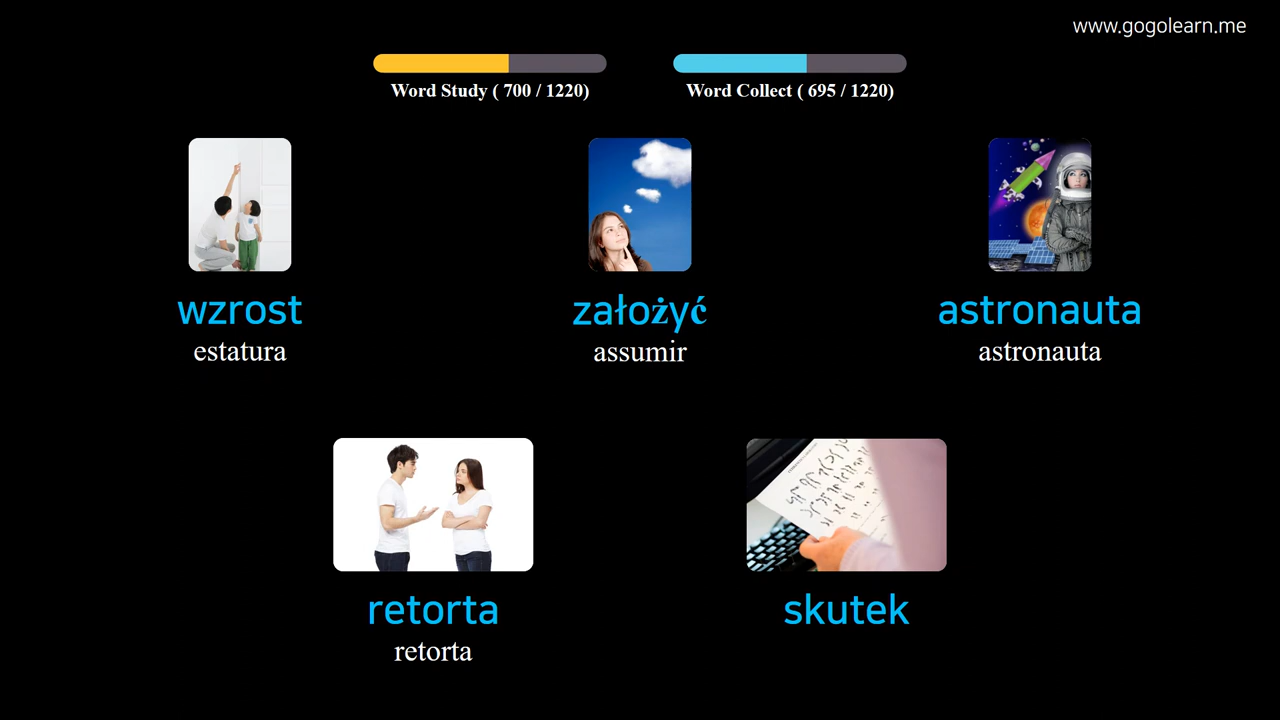 www.gogolearn.me
Word Study ( 700 / 1220)
Word Collect ( 695 / 1220)
wzrost
estatura
założyć
assumir
astronauta
astronauta
retorta
retorta
skutek